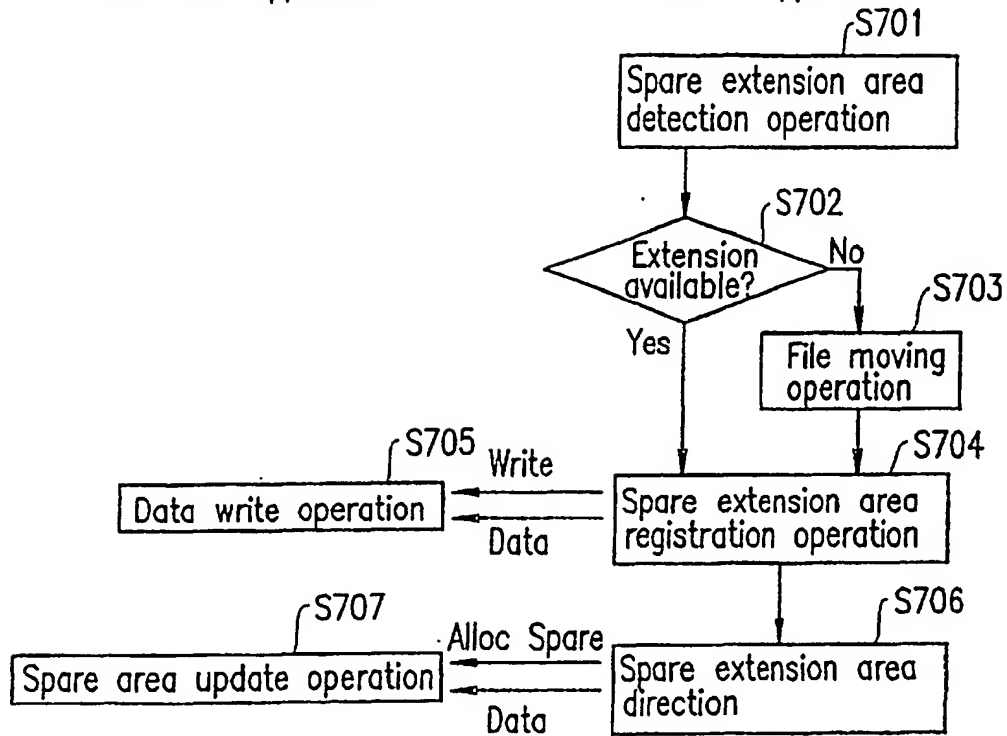 S701
Spare extension area
detection operation
S702
Extension
available?
No
Yes
S703
File moving
operation
S704
Spare extension area
registration operation
S705
Write
Data write operation
Data
S706
Spare extension area
direction
S707
Alloc Spare
Spare area update operation
Data